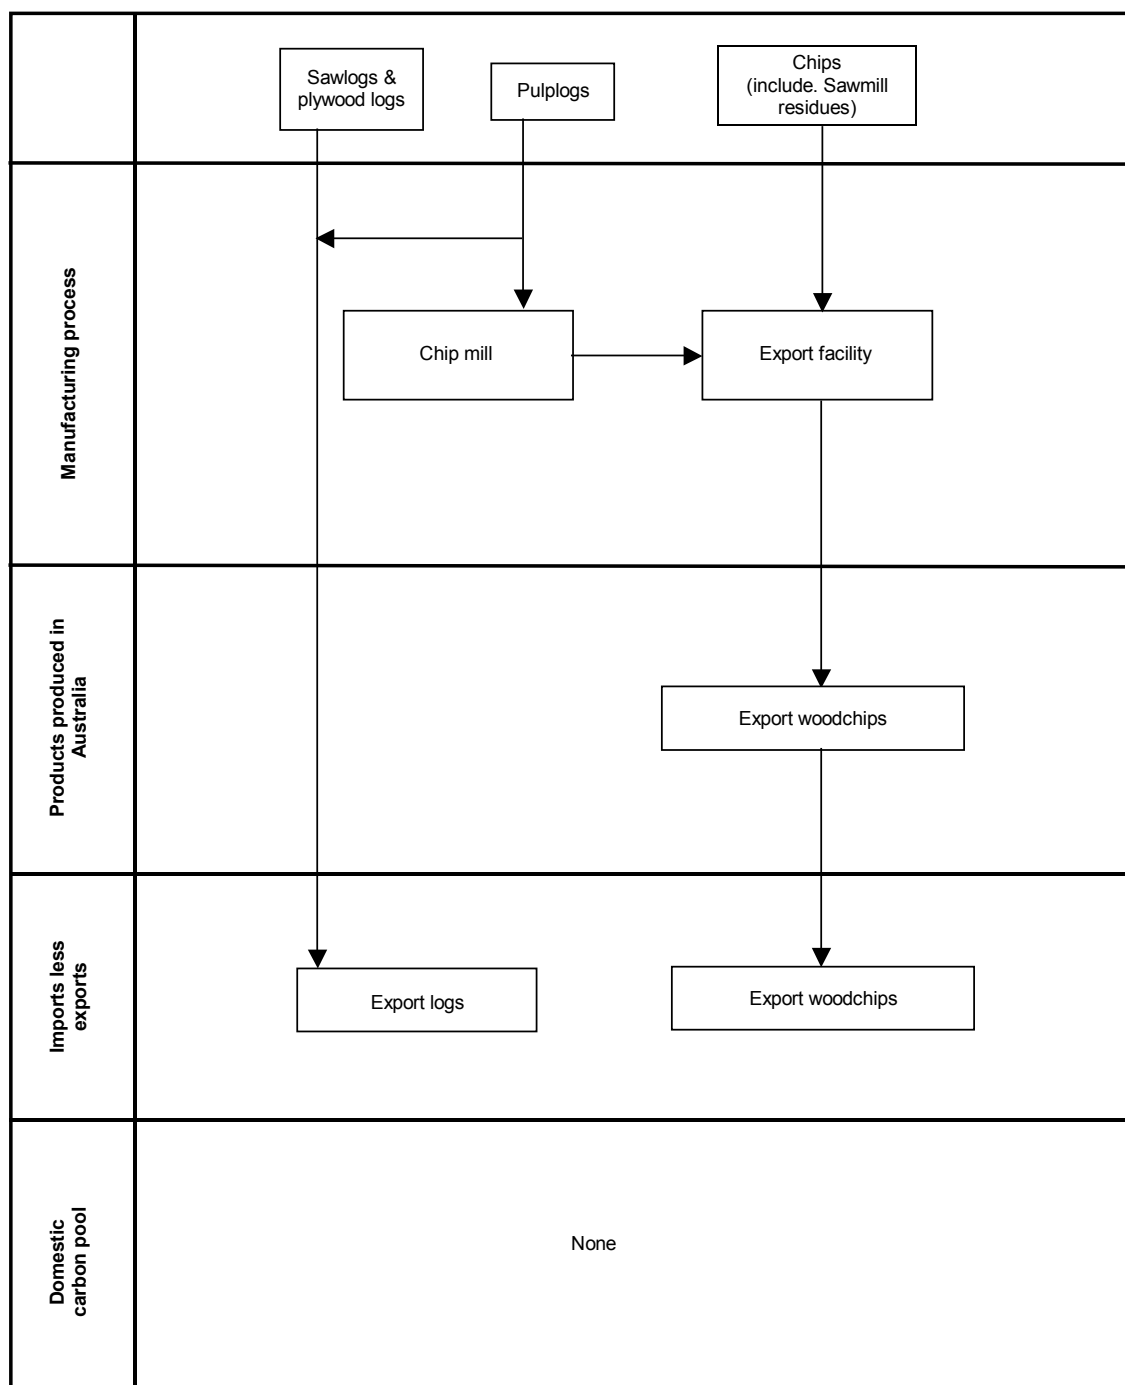 Sawlogs &
plywood logs
Pulplogs
Chips
(include. Sawmill
residues)
Manufacturing process
Chip mill
Export facility
Products produced in
Australia
Export woodchips
Imports less
exports
Export logs
Export woodchips
Domestic
carbon pool
None